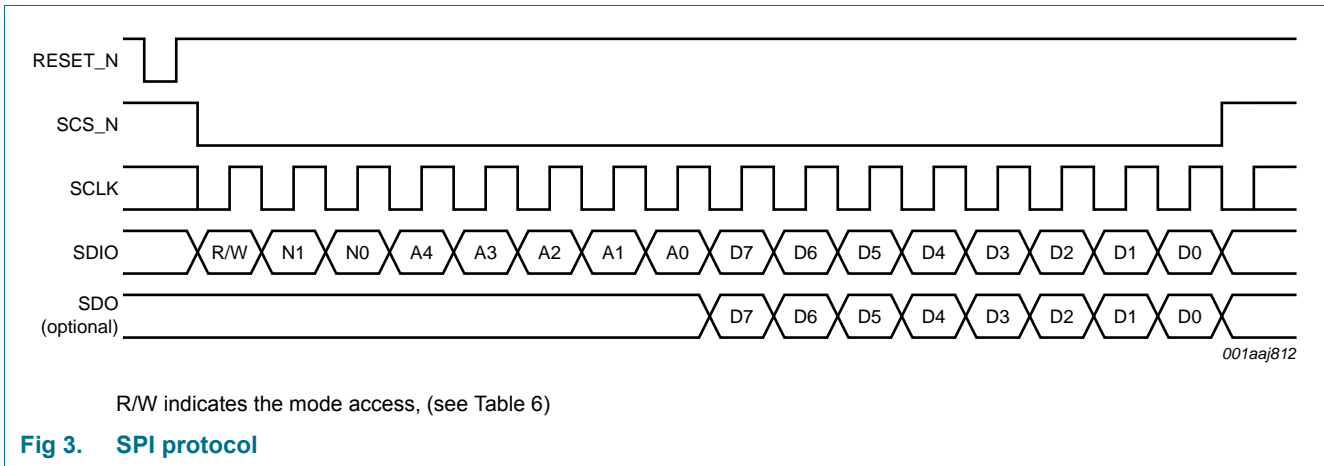 RESET_N
SCS_N
SCLK
SDIO R/W N1 N0 A4 A3 A2 A1 A0 D7 D6 D5 D4 D3 D2 D1 D0
SDO
(optional)
D7 D6 D5 D4 D3 D2 D1 D0
001aaj812
R/W indicates the mode access, (see Table 6)
Fig 3. SPI protocol